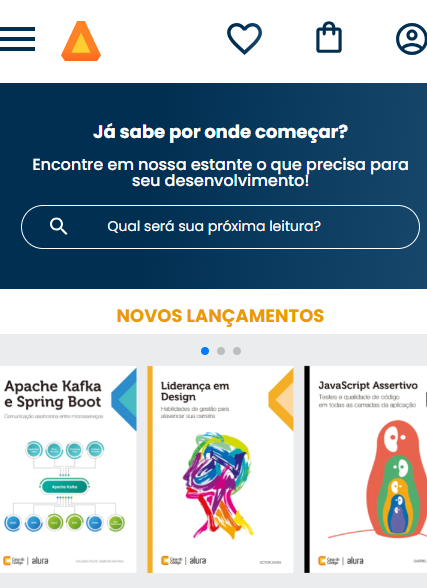 Já sabe por onde começar?
Encontre em nossa estante o que precisa para
seu desenvolvimento!
Qual será sua próxima leitura?
NOVOS LANÇAMENTOS
Apache Kafka
e Spring Boot
Comunicação assíncrona entre microsserviços
Apache Kafka
Casa do
Código
alura
Liderança em
Design
Habilidades de gestão para
alavancar sua carreira
Casa do
Código
alura
JavaScript Assertivo
Testes e qualidade de código
em todas as camadas da aplicação
Casa do
Código
alura